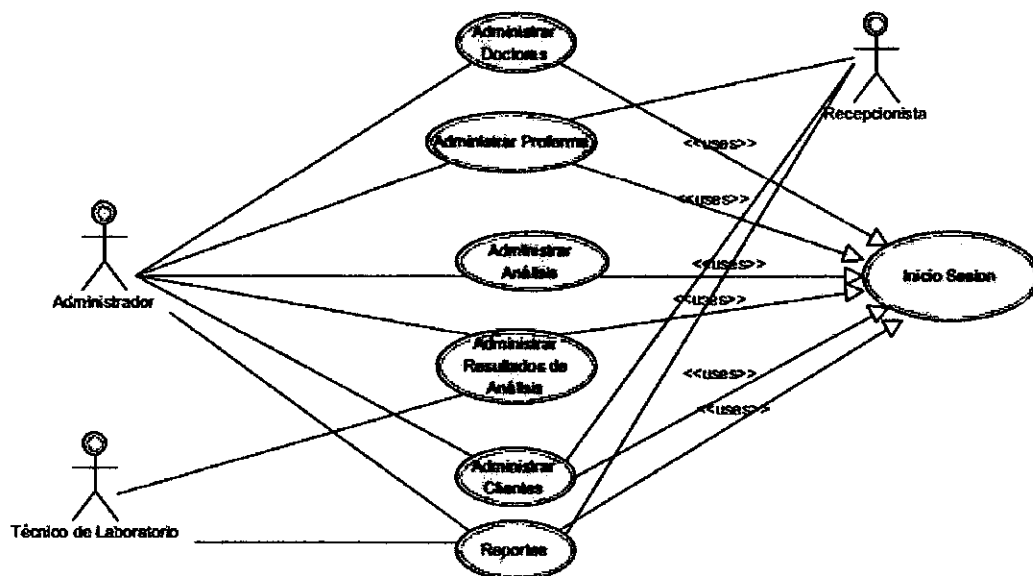 Administrar
Doctores
Recepcionista
Administrar Proforma
<<uses>>
<<uses>>
Administrar
Análisis
<<uses>>
Inicio Sesion
Administrador
<<uses>>
Administrar
Resultados de
Análisis
<<uses>>
<<uses>>
Administrar
Clientes
Técnico de Laboratorio
Reportes